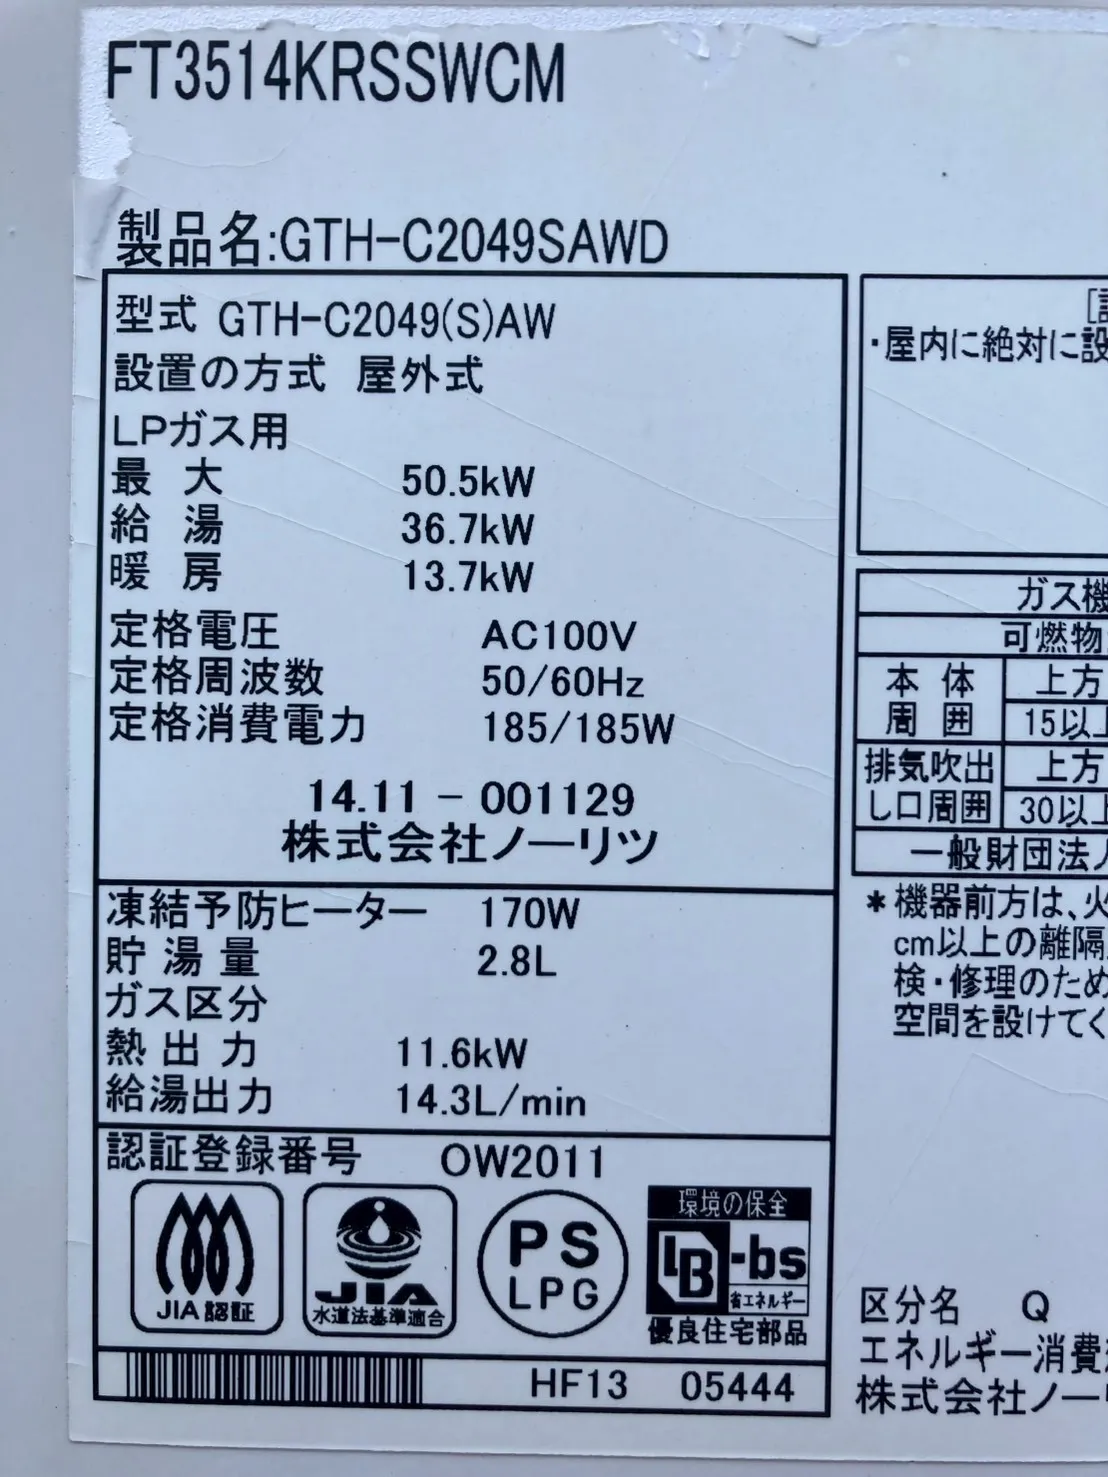 FT3514KRSSWCM
製品名:GTH-C2049SAWD
型式 GTH-C2049(S)AW
設置の方式 屋外式
LPガス用
最 大 50.5kW
給 湯 36.7kW
暖 房 13.7kW
定格電圧 AC100V
定格周波数 50/60Hz
定格消費電力 185/185W
14.11 - 001129
株式会社ノーリツ
凍結予防ヒーター 170W
貯 湯 量 2.8L
ガス区分
熱 出 力 11.6kW
給湯出力 14.3L/min
認証登録番号 OW2011
JIA 認証
JIA
水道法基準適合
PS
LPG
環境の保全
BL-bs
省エネルギー
優良住宅部品
HF13 05444
・屋内に絶対に設
ガス機
可燃物
本 体 上方
周 囲 15以上
排気吹出 上方
し口周囲 30以上
一般財団法人
*機器前方は、火
cm以上の離隔
検・修理のため
空間を設けてく
区分名 Q
エネルギー消費
株式会社ノー